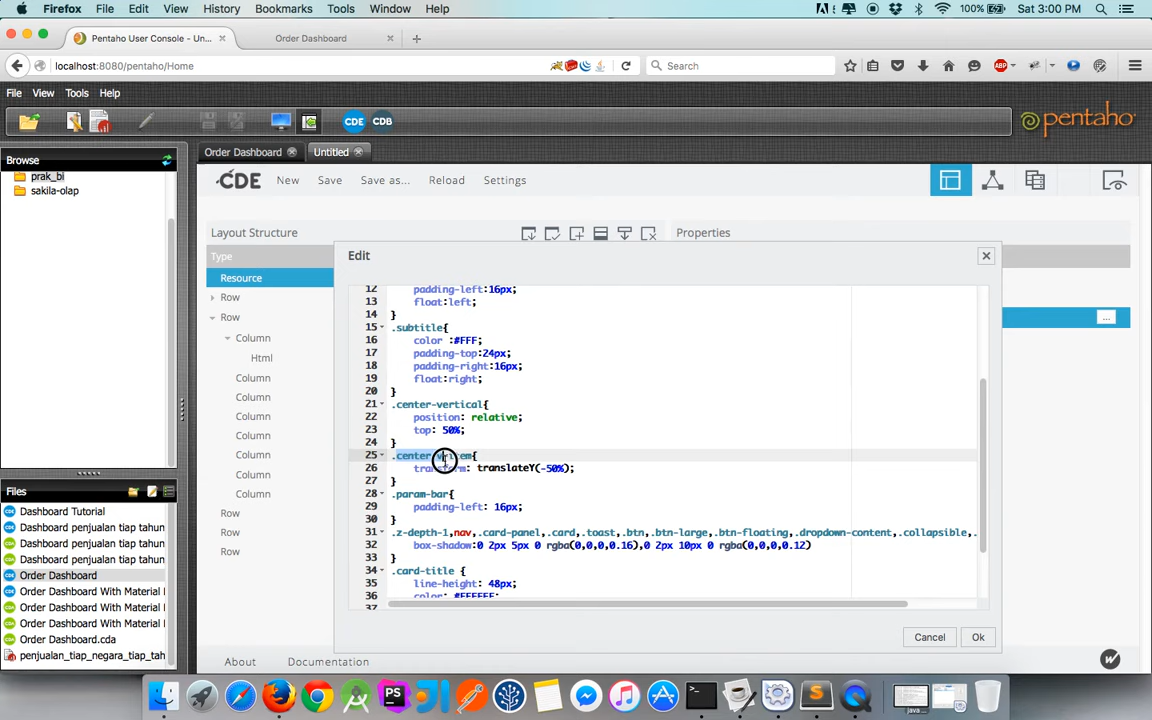 Firefox File Edit View History Bookmarks Tools Window Help 100% Sat 3:00 PM
Pentaho User Console - Un...
Order Dashboard
localhost:8080/pentaho/Home
Search
ABP
File View Tools Help
CDE CDB
pentaho
Browse
prak_bi
sakila-olap
Order Dashboard
Untitled
CDE New Save Save as... Reload Settings
Layout Structure
Properties
Type
Resource
Row
Row
Column
Html
Column
Column
Column
Column
Column
Column
Column
Row
Row
Row
Edit
12 padding-left:16px;
13 float:left;
14 }
15 .subtitle{
16 color :#FFF;
17 padding-top:24px;
18 padding-right:16px;
19 float:right;
20 }
21 .center-vertical{
22 position: relative;
23 top: 50%;
24 }
25
26 translateY(-50%);
27 }
28 .param-bar{
29 padding-left: 16px;
30 }
31 .z-depth-1,nav,.card-panel,.card,.toast,.btn,.btn-large,.btn-floating,.dropdown-content,.collapsible,.
32 box-shadow:0 2px 5px 0 rgba(0,0,0,0.16),0 2px 10px 0 rgba(0,0,0,0.12)
33 }
34 .card-title {
35 line-height: 48px;
36 color: #FFFFFF;
37
Cancel Ok
...
Files
Dashboard Tutorial
Dashboard penjualan tiap tahun
Dashboard penjualan tiap tahun
Dashboard penjualan tiap tahun
Order Dashboard
Order Dashboard With Material
Order Dashboard With Material
Order Dashboard With Material
Order Dashboard.cda
penjualan_tiap_negara_tiap_tah
About Documentation
PS